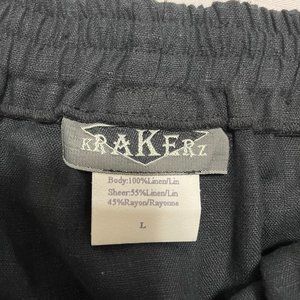 KRAKERZ
Body:100%Linen/Lin
Sheer:55%Linen/Lin
45%Rayon/Rayonne
L